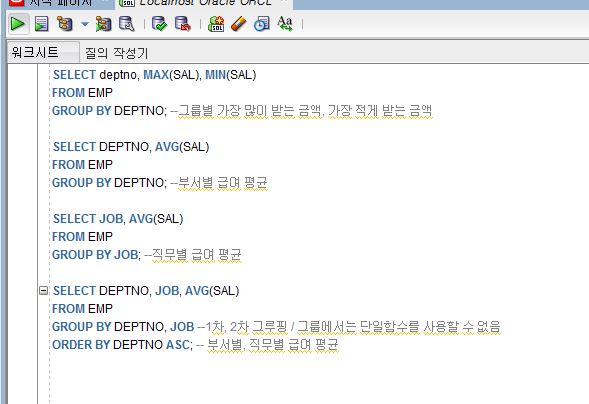 Localhost Oracle ORCL
워크시트 질의 작성기
SELECT deptno, MAX(SAL), MIN(SAL)
FROM EMP
GROUP BY DEPTNO; --그룹별 가장 많이 받는 금액, 가장 적게 받는 금액
SELECT DEPTNO, AVG(SAL)
FROM EMP
GROUP BY DEPTNO; --부서별 급여 평균
SELECT JOB, AVG(SAL)
FROM EMP
GROUP BY JOB; --직무별 급여 평균
SELECT DEPTNO, JOB, AVG(SAL)
FROM EMP
GROUP BY DEPTNO, JOB --1차, 2차 그루핑 / 그룹에서는 단일함수를 사용할 수 없음
ORDER BY DEPTNO ASC; -- 부서별, 직무별 급여 평균